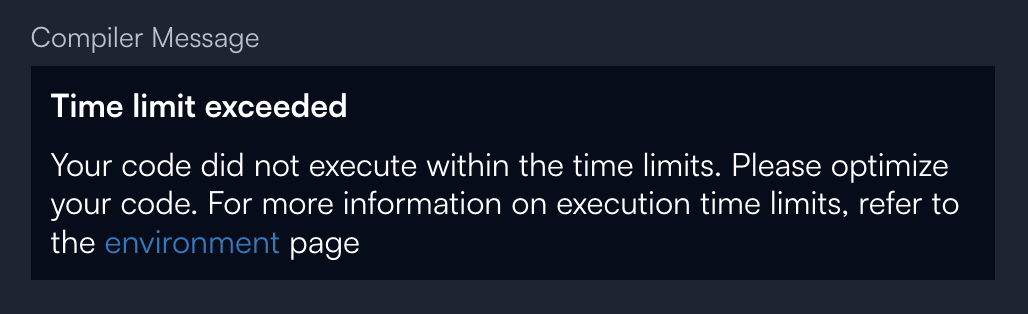 Compiler Message
Time limit exceeded
Your code did not execute within the time limits. Please optimize
your code. For more information on execution time limits, refer to
the environment page